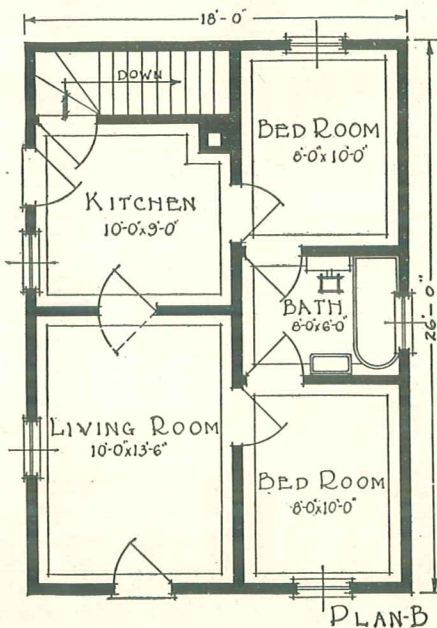 18'-0"
DOWN
BED ROOM
8'-0"x10'-0"
KITCHEN
10'-0"x9'-0"
BATH
8'-0"x6'-0"
26'-0"
LIVING ROOM
10'-0"x13'-6"
BED ROOM
8'-0"x10'-0"
PLAN-B